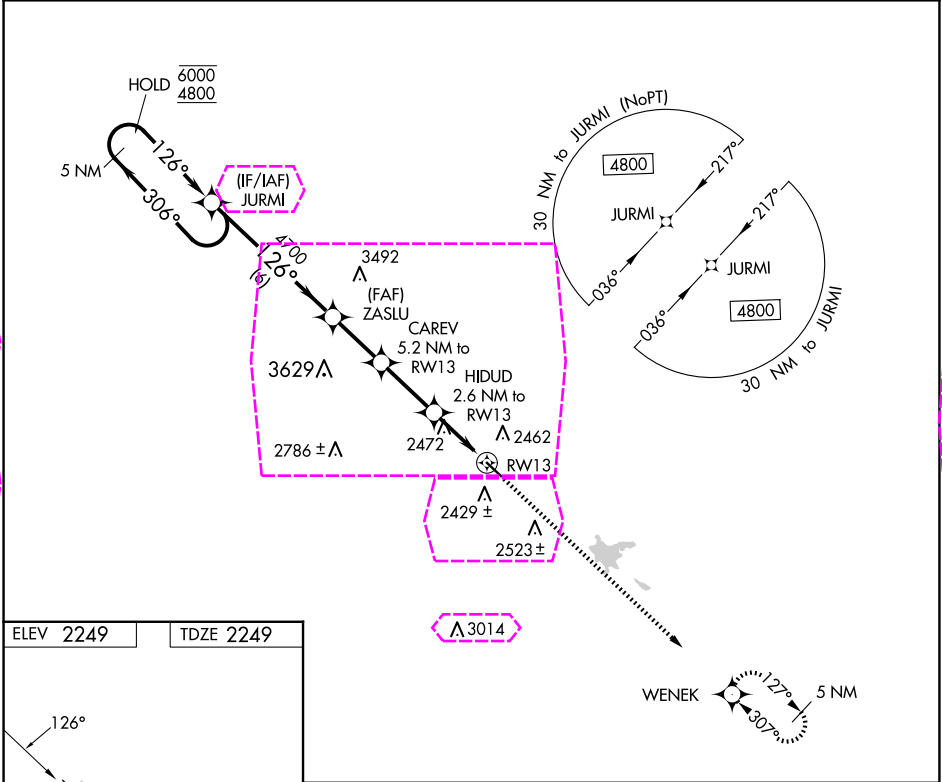 HOLD 6000
4800
5 NM
126°
306°
(IF/IAF)
JURMI
4700
126°
(6)
30 NM to JURMI (NoPT)
4800
217°
JURMI
036°
217°
JURMI
036°
4800
30 NM to JURMI
3492
(FAF)
ZASLU
CAREV
5.2 NM to
RW13
3629
HIDUD
2.6 NM to
RW13
2786 ±
2472
2462
RW13
2429 ±
2523 ±
3014
ELEV 2249
TDZE 2249
126°
WENEK
127°
307°
5 NM